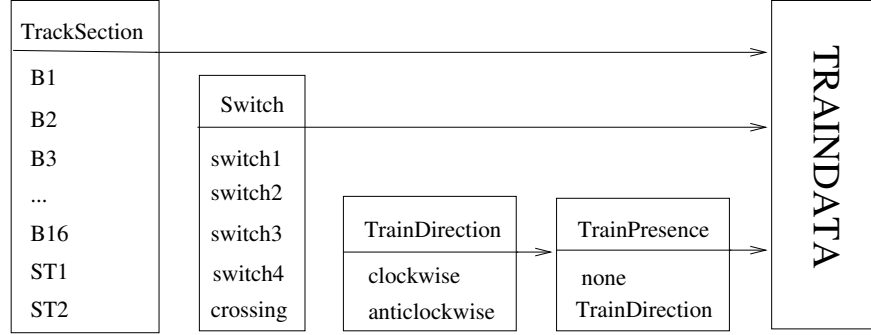 TrackSection
B1
B2
B3
...
B16
ST1
ST2
Switch
switch1
switch2
switch3
switch4
crossing
TrainDirection
clockwise
anticlockwise
TrainPresence
none
TrainDirection
TRAINDATA